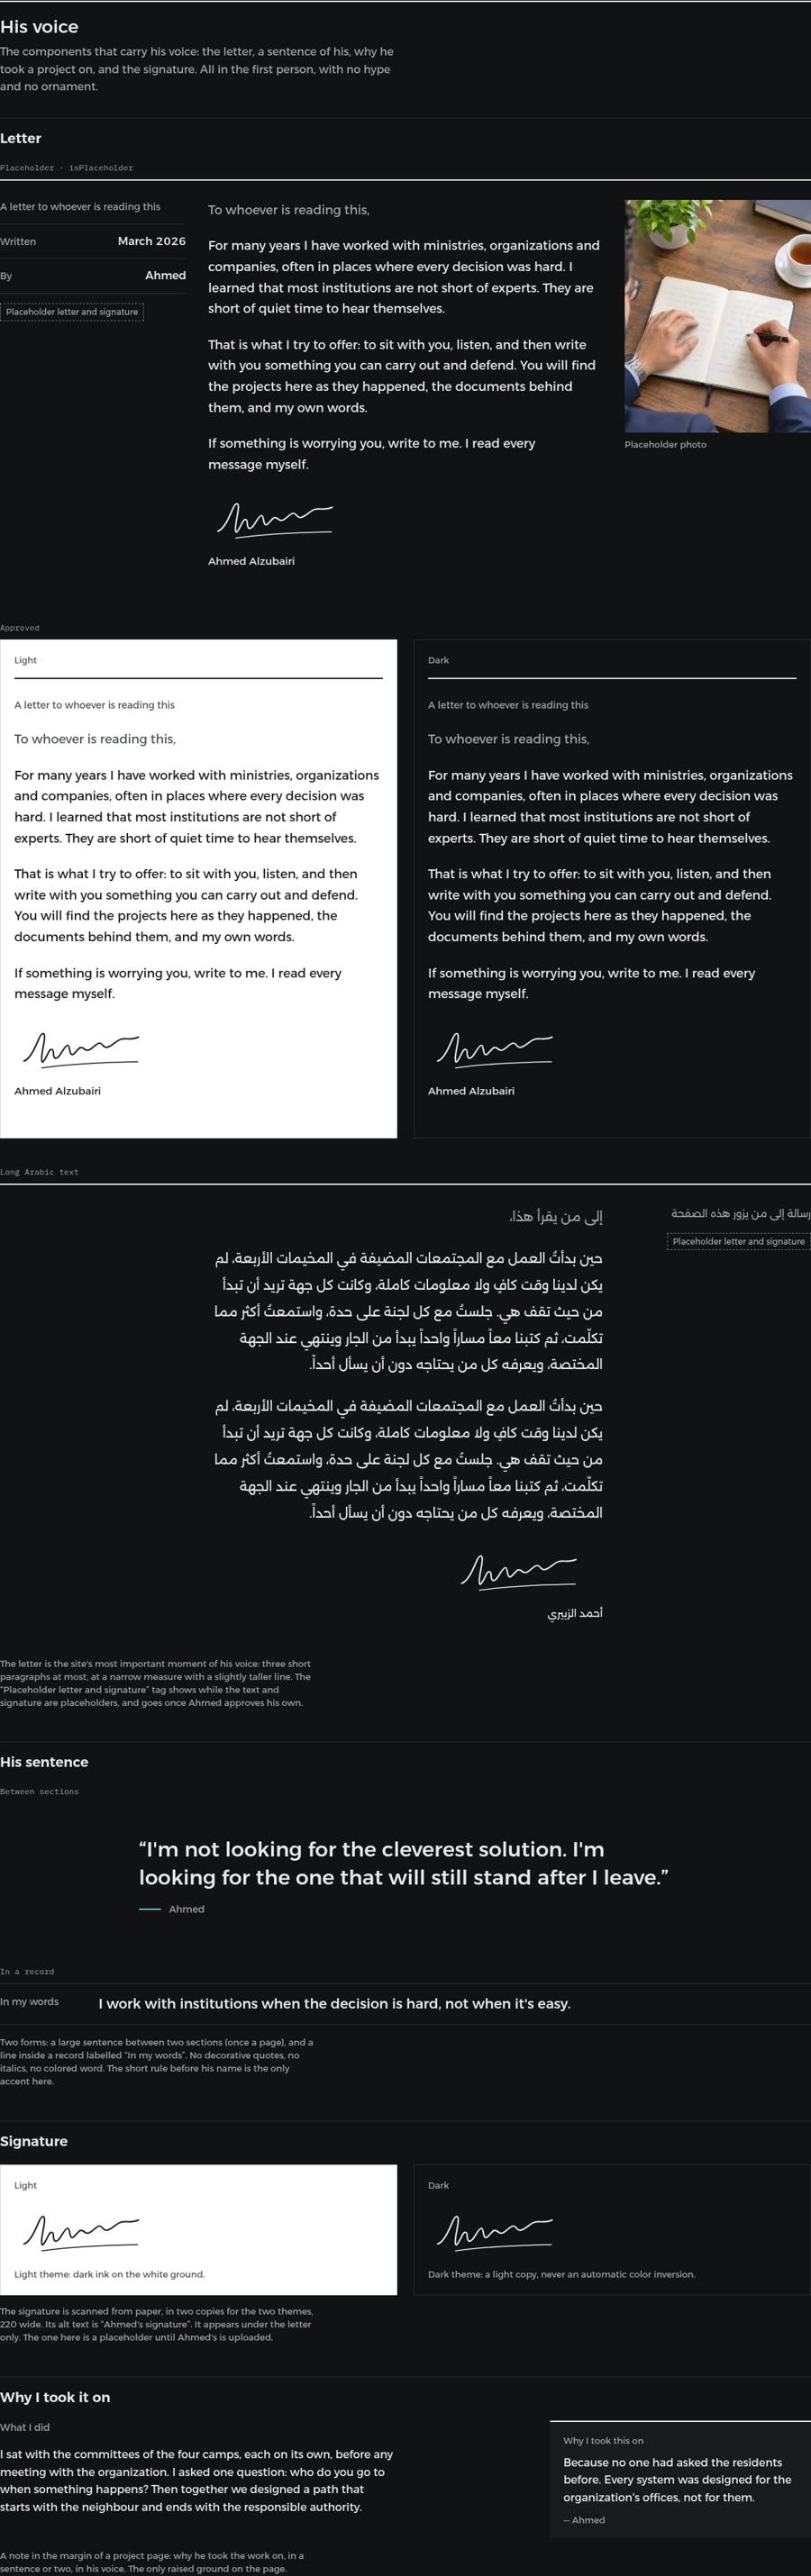 His voice
The components that carry his voice: the letter, a sentence of his, why he
took a project on, and the signature. All in the first person, with no hype
and no ornament.
Letter
Placeholder · isPlaceholder
A letter to whoever is reading this
Written March 2026
By Ahmed
Placeholder letter and signature
To whoever is reading this,
For many years I have worked with ministries, organizations and
companies, often in places where every decision was hard. I
learned that most institutions are not short of experts. They are
short of quiet time to hear themselves.
That is what I try to offer: to sit with you, listen, and then write
with you something you can carry out and defend. You will find
the projects here as they happened, the documents behind
them, and my own words.
If something is worrying you, write to me. I read every
message myself.
Ahmed Alzubairi
Placeholder photo
Approved
Light
A letter to whoever is reading this
To whoever is reading this,
For many years I have worked with ministries, organizations
and companies, often in places where every decision was
hard. I learned that most institutions are not short of
experts. They are short of quiet time to hear themselves.
That is what I try to offer: to sit with you, listen, and then
write with you something you can carry out and defend.
You will find the projects here as they happened, the
documents behind them, and my own words.
If something is worrying you, write to me. I read every
message myself.
Ahmed Alzubairi
Dark
A letter to whoever is reading this
To whoever is reading this,
For many years I have worked with ministries, organizations
and companies, often in places where every decision was
hard. I learned that most institutions are not short of
experts. They are short of quiet time to hear themselves.
That is what I try to offer: to sit with you, listen, and then
write with you something you can carry out and defend.
You will find the projects here as they happened, the
documents behind them, and my own words.
If something is worrying you, write to me. I read every
message myself.
Ahmed Alzubairi
Long Arabic text
رسالة إلى من يزور هذه الصفحة
Placeholder letter and signature
إلى من يقرأ هذا،
حين بدأتُ العمل مع المجتمعات المضيفة في المخيمات الأربعة، لم
يكن لدينا وقت كافٍ ولا معلومات كاملة، وكانت كل جهة تريد أن تبدأ
من حيث تقف هي. جلستُ مع كل لجنة على حدة، واستمعتُ أكثر مما
تكلّمت، ثم كتبنا معاً مساراً واحداً يبدأ من الجار وينتهي عند الجهة
المختصة، ويعرفه كل من يحتاجه دون أن يسأل أحداً.
حين بدأتُ العمل مع المجتمعات المضيفة في المخيمات الأربعة، لم
يكن لدينا وقت كافٍ ولا معلومات كاملة، وكانت كل جهة تريد أن تبدأ
من حيث تقف هي. جلستُ مع كل لجنة على حدة، واستمعتُ أكثر مما
تكلّمت، ثم كتبنا معاً مساراً واحداً يبدأ من الجار وينتهي عند الجهة
المختصة، ويعرفه كل من يحتاجه دون أن يسأل أحداً.
أحمد الزبيري
The letter is the site's most important moment of his voice: three short
paragraphs at most, at a narrow measure with a slightly taller line. The
“Placeholder letter and signature” tag shows while the text and
signature are placeholders, and goes once Ahmed approves his own.
His sentence
Between sections
“I'm not looking for the cleverest solution. I'm
looking for the one that will still stand after I leave.”
Ahmed
In a record
In my words I work with institutions when the decision is hard, not when it's easy.
Two forms: a large sentence between two sections (once a page), and a
line inside a record labelled “In my words”. No decorative quotes, no
italics, no colored word. The short rule before his name is the only
accent here.
Signature
Light
Light theme: dark ink on the white ground.
Dark
Dark theme: a light copy, never an automatic color inversion.
The signature is scanned from paper, in two copies for the two themes,
220 wide. Its alt text is “Ahmed's signature”. It appears under the letter
only. The one here is a placeholder until Ahmed's is uploaded.
Why I took it on
What I did
I sat with the committees of the four camps, each on its own, before any
meeting with the organization. I asked one question: who do you go to
when something happens? Then together we designed a path that
starts with the neighbour and ends with the responsible authority.
Why I took this on
Because no one had asked the residents
before. Every system was designed for the
organization's offices, not for them.
— Ahmed
A note in the margin of a project page: why he took the work on, in a
sentence or two, in his voice. The only raised ground on the page.